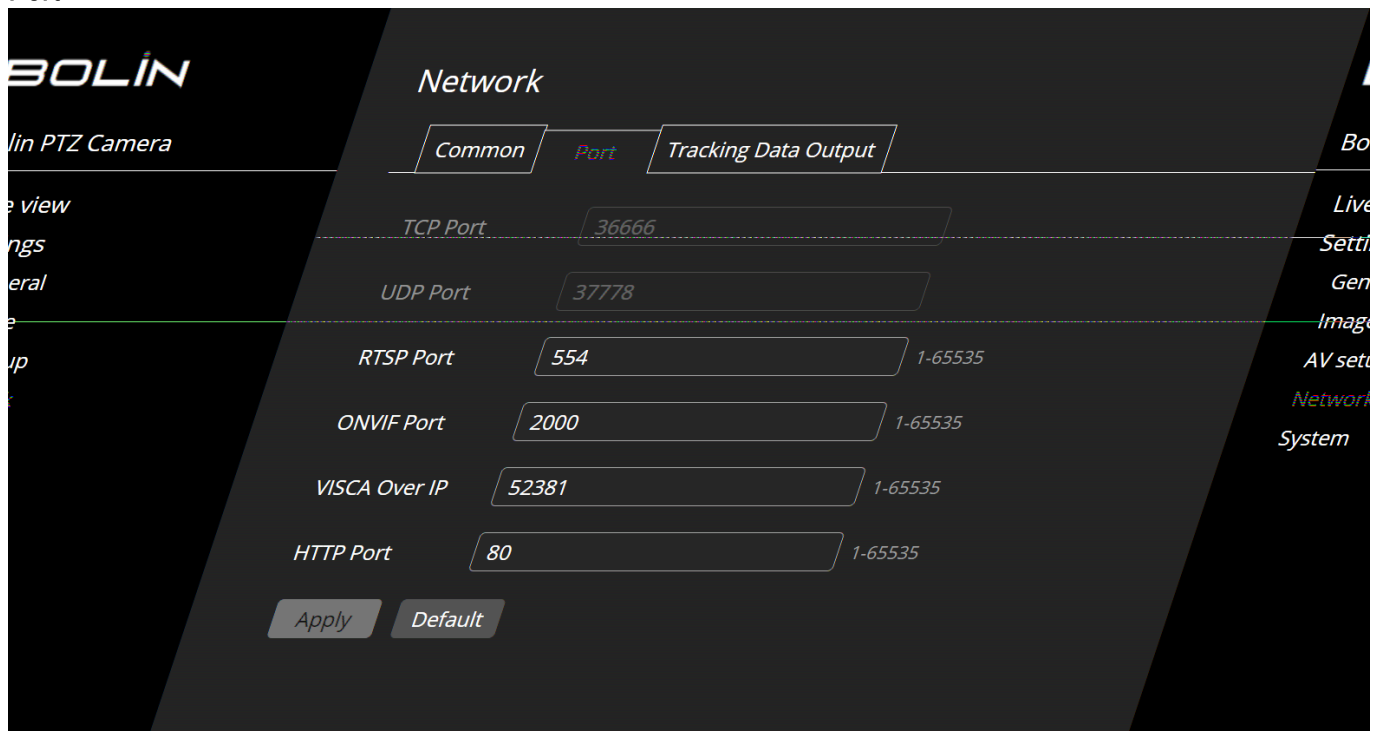 BOLIN
Network
lin PTZ Camera
Common
Port
Tracking Data Output
Bo
view
ngs
eral
up
TCP Port
36666
UDP Port
37778
RTSP Port
554
1-65535
ONVIF Port
2000
1-65535
VISCA Over IP
52381
1-65535
HTTP Port
80
1-65535
Apply
Default
Live
Setti
Gen
Image
AV setu
Network
System